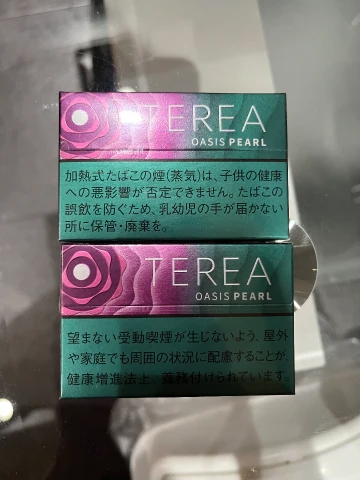 TEREA
OASIS PEARL
加熱式たばこの煙(蒸気)は、子供の健康
への悪影響が否定できません。たばこの
誤飲を防ぐため、乳幼児の手が届かない
所に保管・廃棄を。
TEREA
OASIS PEARL
望まない受動喫煙が生じないよう、屋外
や家庭でも周囲の状況に配慮することが、
健康増進法上、義務付けられています。